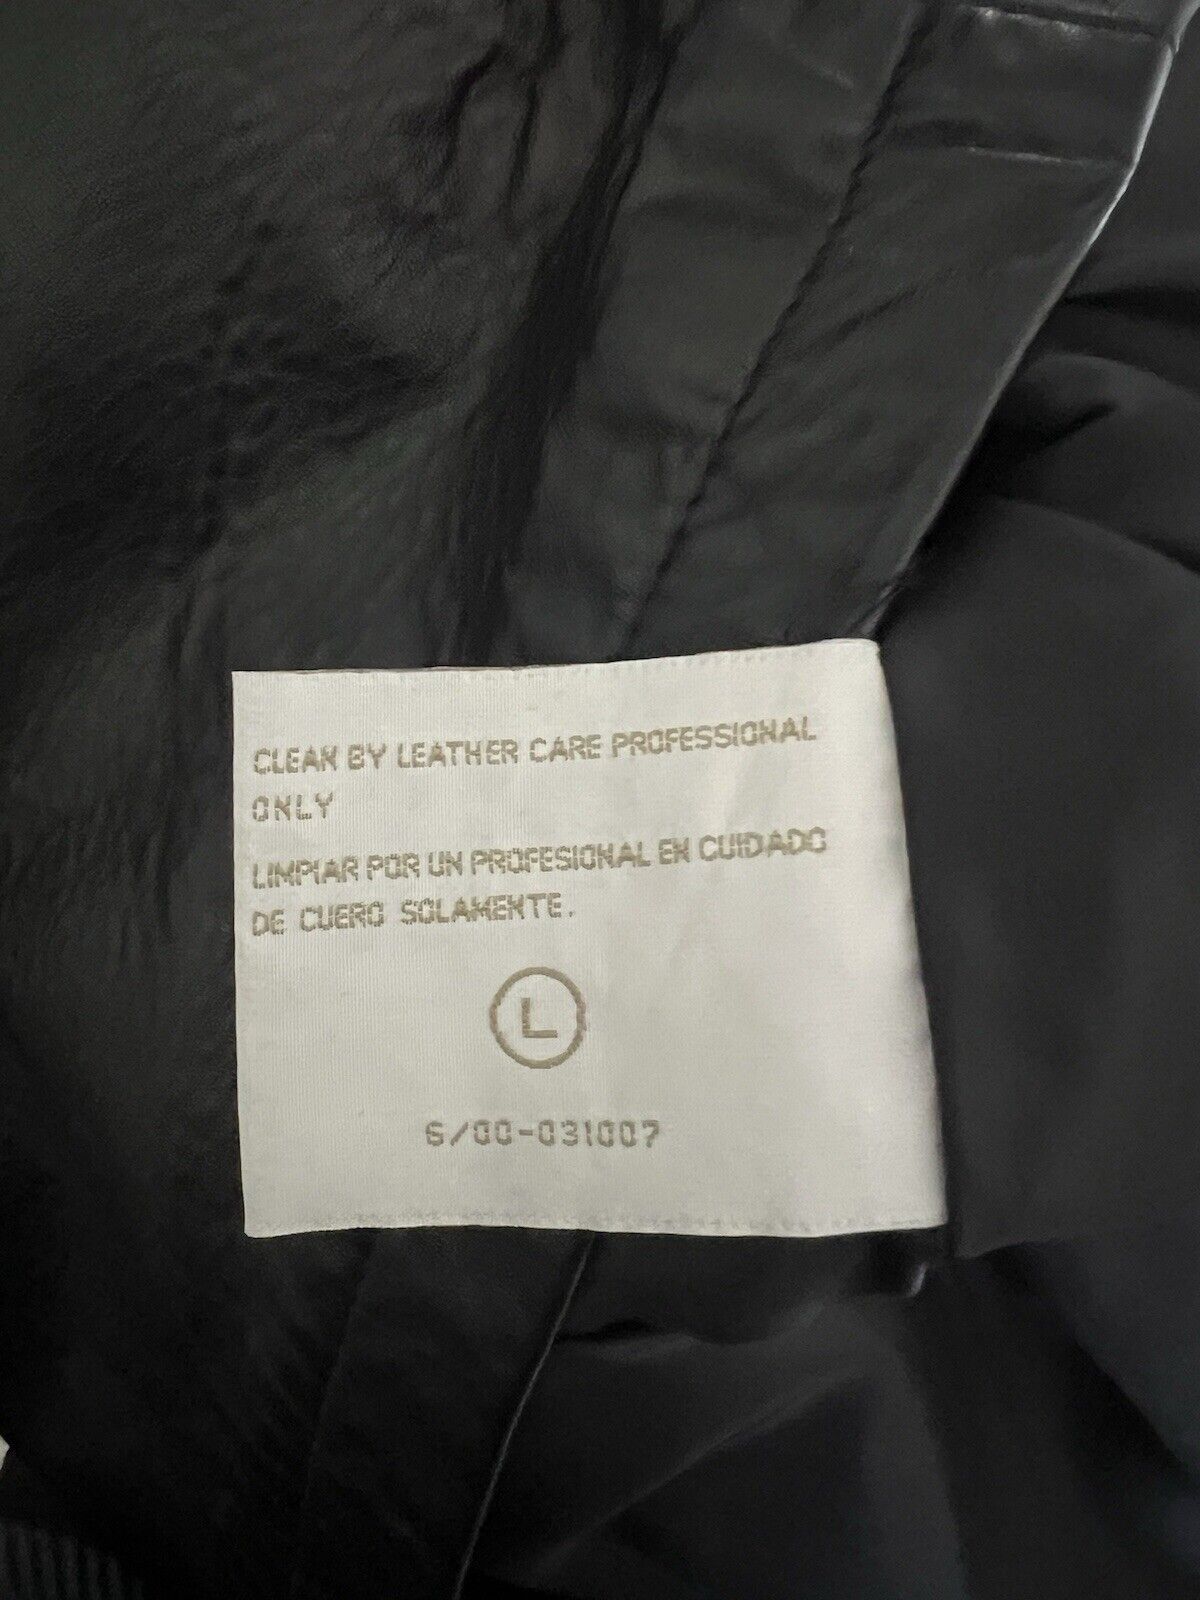 CLEAN BY LEATHER CARE PROFESSIONAL
ONLY
LIMPIAR POR UN PROFESIONAL EN CUIDADO
DE CUERO SOLAMENTE.
L
6/00-031007